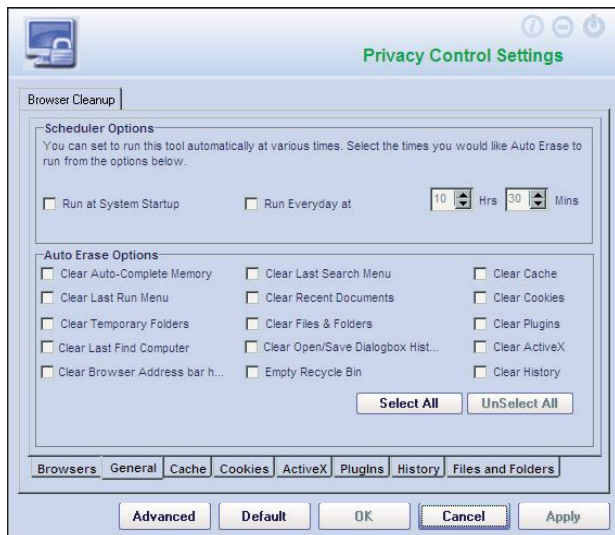 Privacy Control Settings
Browser Cleanup
Scheduler Options
You can set to run this tool automatically at various times. Select the times you would like Auto Erase to
run from the options below.
Run at System Startup
Run Everyday at
10 Hrs 30 Mins
Auto Erase Options
Clear Auto-Complete Memory
Clear Last Search Menu
Clear Cache
Clear Last Run Menu
Clear Recent Documents
Clear Cookies
Clear Temporary Folders
Clear Files & Folders
Clear Plugins
Clear Last Find Computer
Clear Open/Save Dialogbox Hist...
Clear ActiveX
Clear Browser Address bar h...
Empty Recycle Bin
Clear History
Select All
UnSelect All
Browsers
General
Cache
Cookies
ActiveX
PlugIns
History
Files and Folders
Advanced
Default
OK
Cancel
Apply